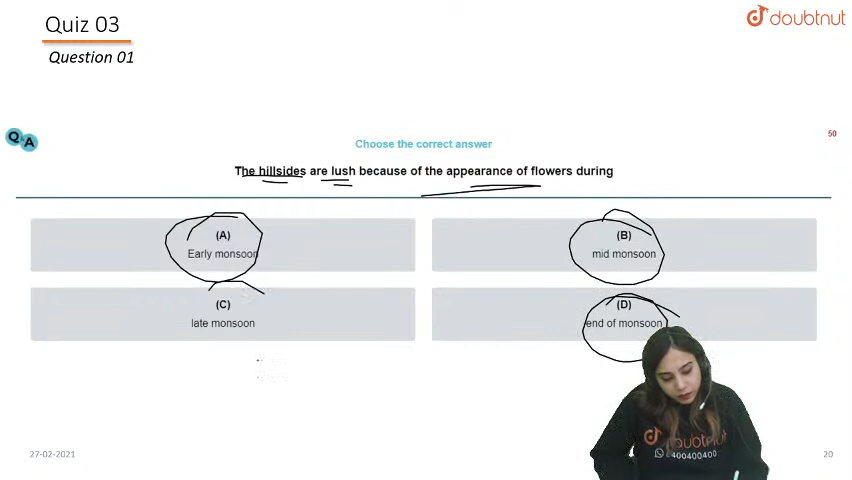 Quiz 03
doubtnut
Question 01
Q & A
50
Choose the correct answer
The hillsides are lush because of the appearance of flowers during
(A)
Early monsoon
(B)
mid monsoon
(C)
late monsoon
(D)
end of monsoon
doubtnut
8400400400
27-02-2021
20